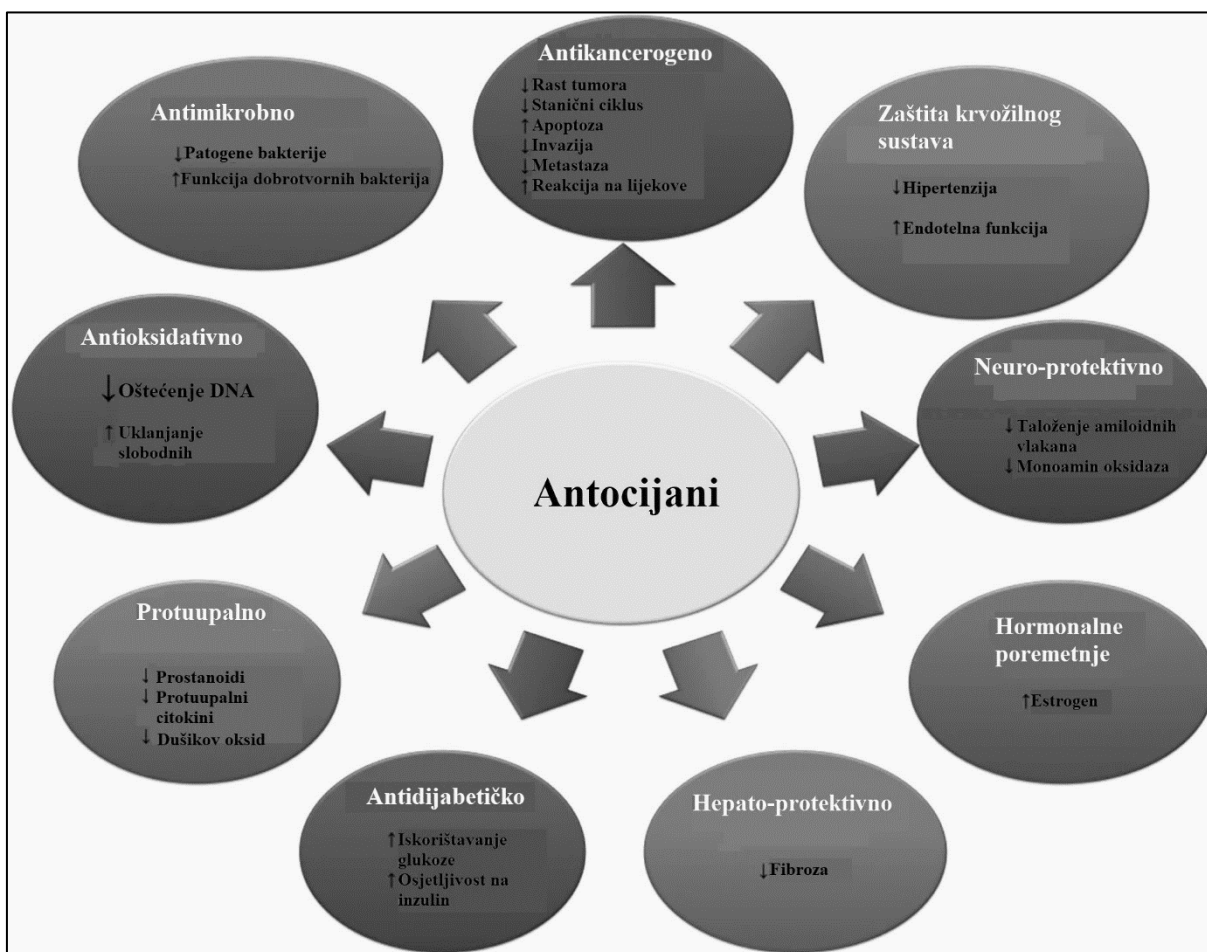 Antikancerogeno
↓Rast tumora
↓Stanični ciklus
↑Apoptoza
↓Invazija
↓Metastaza
↑Reakcija na lijekove
Zaštita krvožilnog
sustava
↓Hipertenzija
↑Endotelna funkcija
Neuro-protektivno
↓Taloženje amiloidnih
vlakana
↓Monoamin oksidaza
Hormonalne
poremetnje
↑Estrogen
Hepato-protektivno
↓Fibroza
Antidijabetičko
↑Iskorištavanje
glukoze
↑Osjetljivost na
inzulin
Protuupalno
↓ Prostanoidi
↓ Protuupalni
citokini
↓ Dušikov oksid
Antioksidativno
↓Oštećenje DNA
↑ Uklanjanje
slobodnih
Antimikrobno
↓Patogene bakterije
↑Funkcija dobrotvornih bakterija
Antocijani